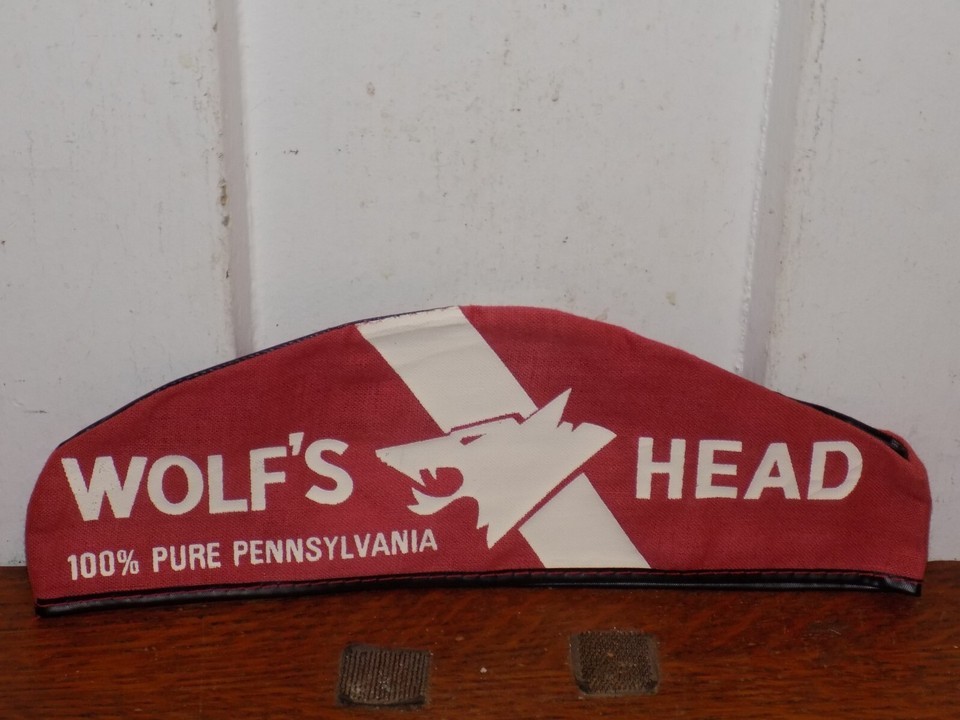 WOLF'S HEAD
100% PURE PENNSYLVANIA